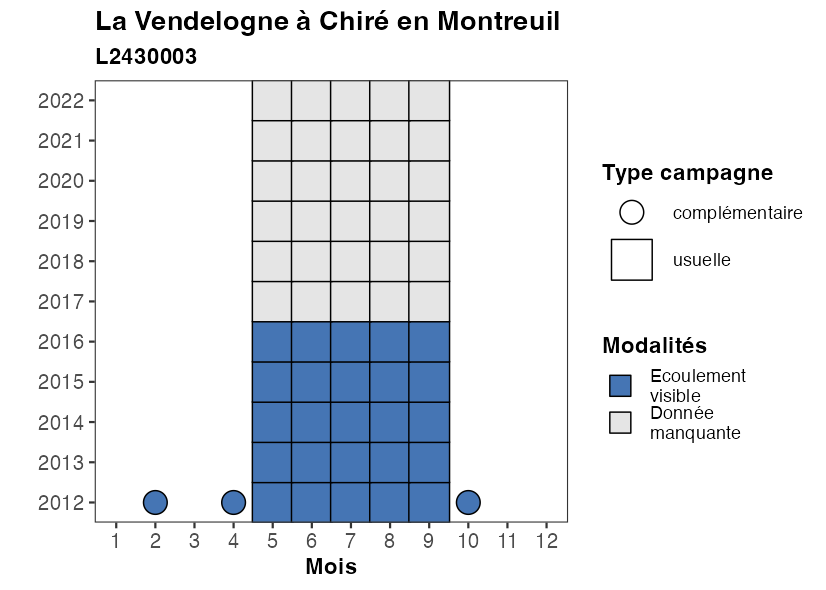 La Vendelogne à Chiré en Montreuil
L2430003
2022
2021
2020
2019
2018
2017
2016
2015
2014
2013
2012
1 2 3 4 5 6 7 8 9 10 11 12
Mois
Type campagne
complémentaire
usuelle
Modalités
Ecoulement
visible
Donnée
manquante